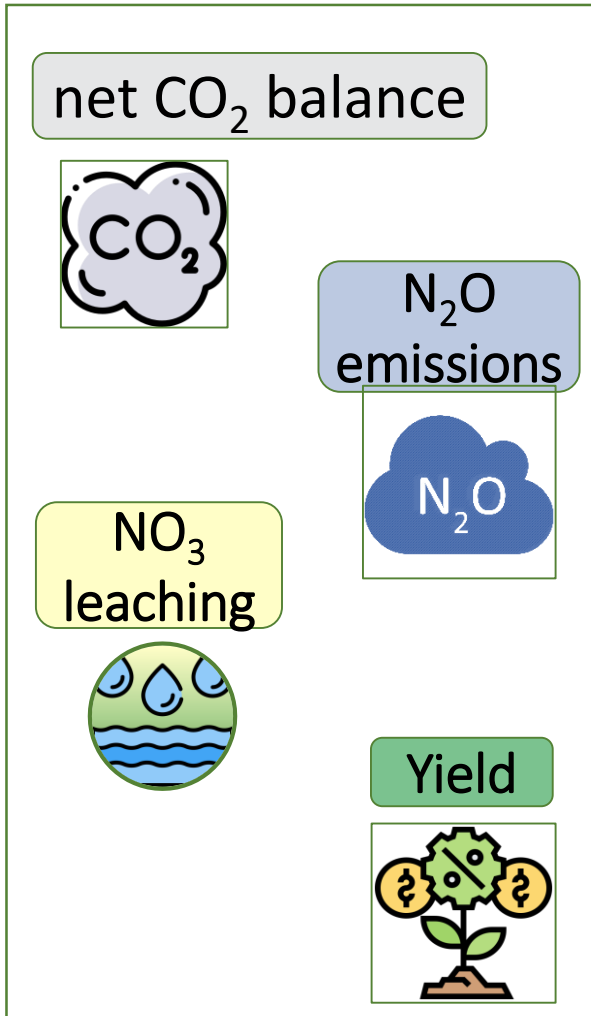 net CO₂ balance
CO₂
N₂O
emissions
N₂O
NO₃
leaching
Yield
$ % $